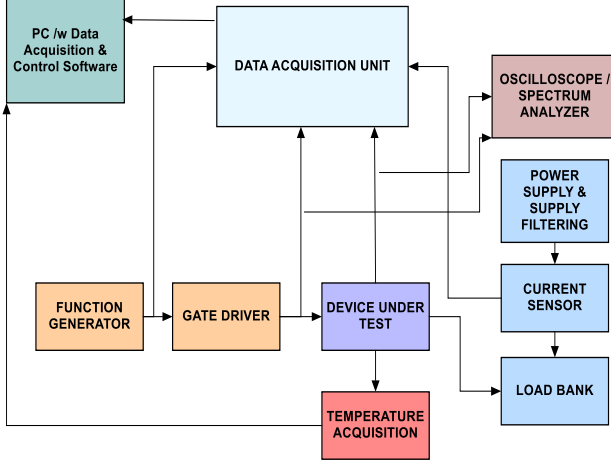 PC /w Data
Acquisition &
Control Software
DATA ACQUISITION UNIT
OSCILLOSCOPE /
SPECTRUM
ANALYZER
POWER
SUPPLY &
SUPPLY
FILTERING
FUNCTION
GENERATOR
GATE DRIVER
DEVICE UNDER
TEST
CURRENT
SENSOR
LOAD BANK
TEMPERATURE
ACQUISITION